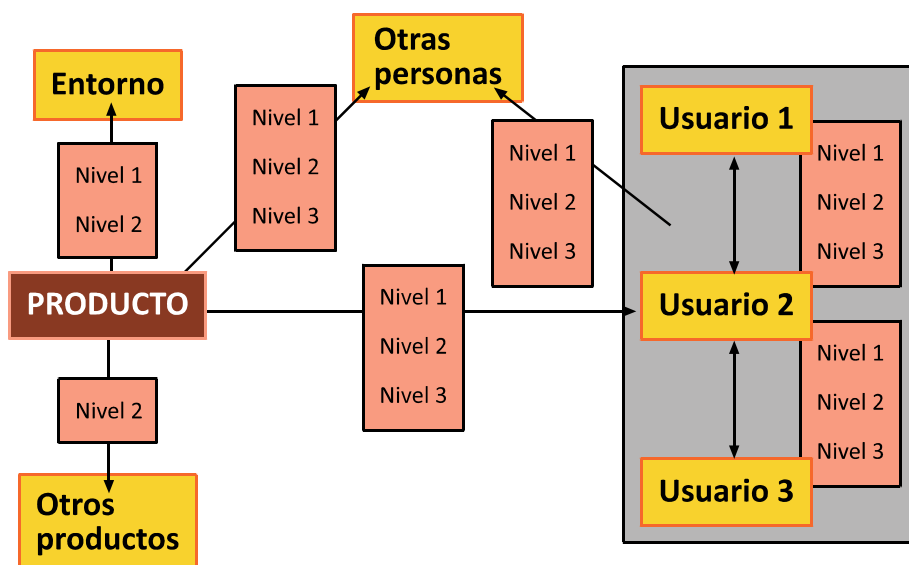 Otras
personas
Entorno
Nivel 1
Nivel 2
Nivel 1
Nivel 2
Nivel 3
Nivel 1
Nivel 2
Nivel 3
Usuario 1
Nivel 1
Nivel 2
Nivel 3
PRODUCTO
Nivel 1
Nivel 2
Nivel 3
Usuario 2
Nivel 1
Nivel 2
Nivel 3
Usuario 3
Nivel 2
Otros
productos